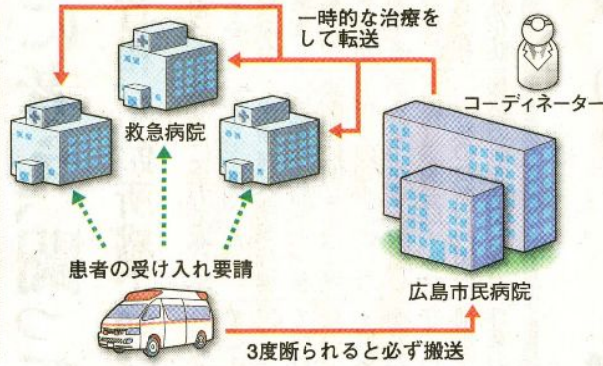 一時的な治療を
して転送
コーディネーター
救急病院
患者の受け入れ要請
広島市民病院
3度断られると必ず搬送